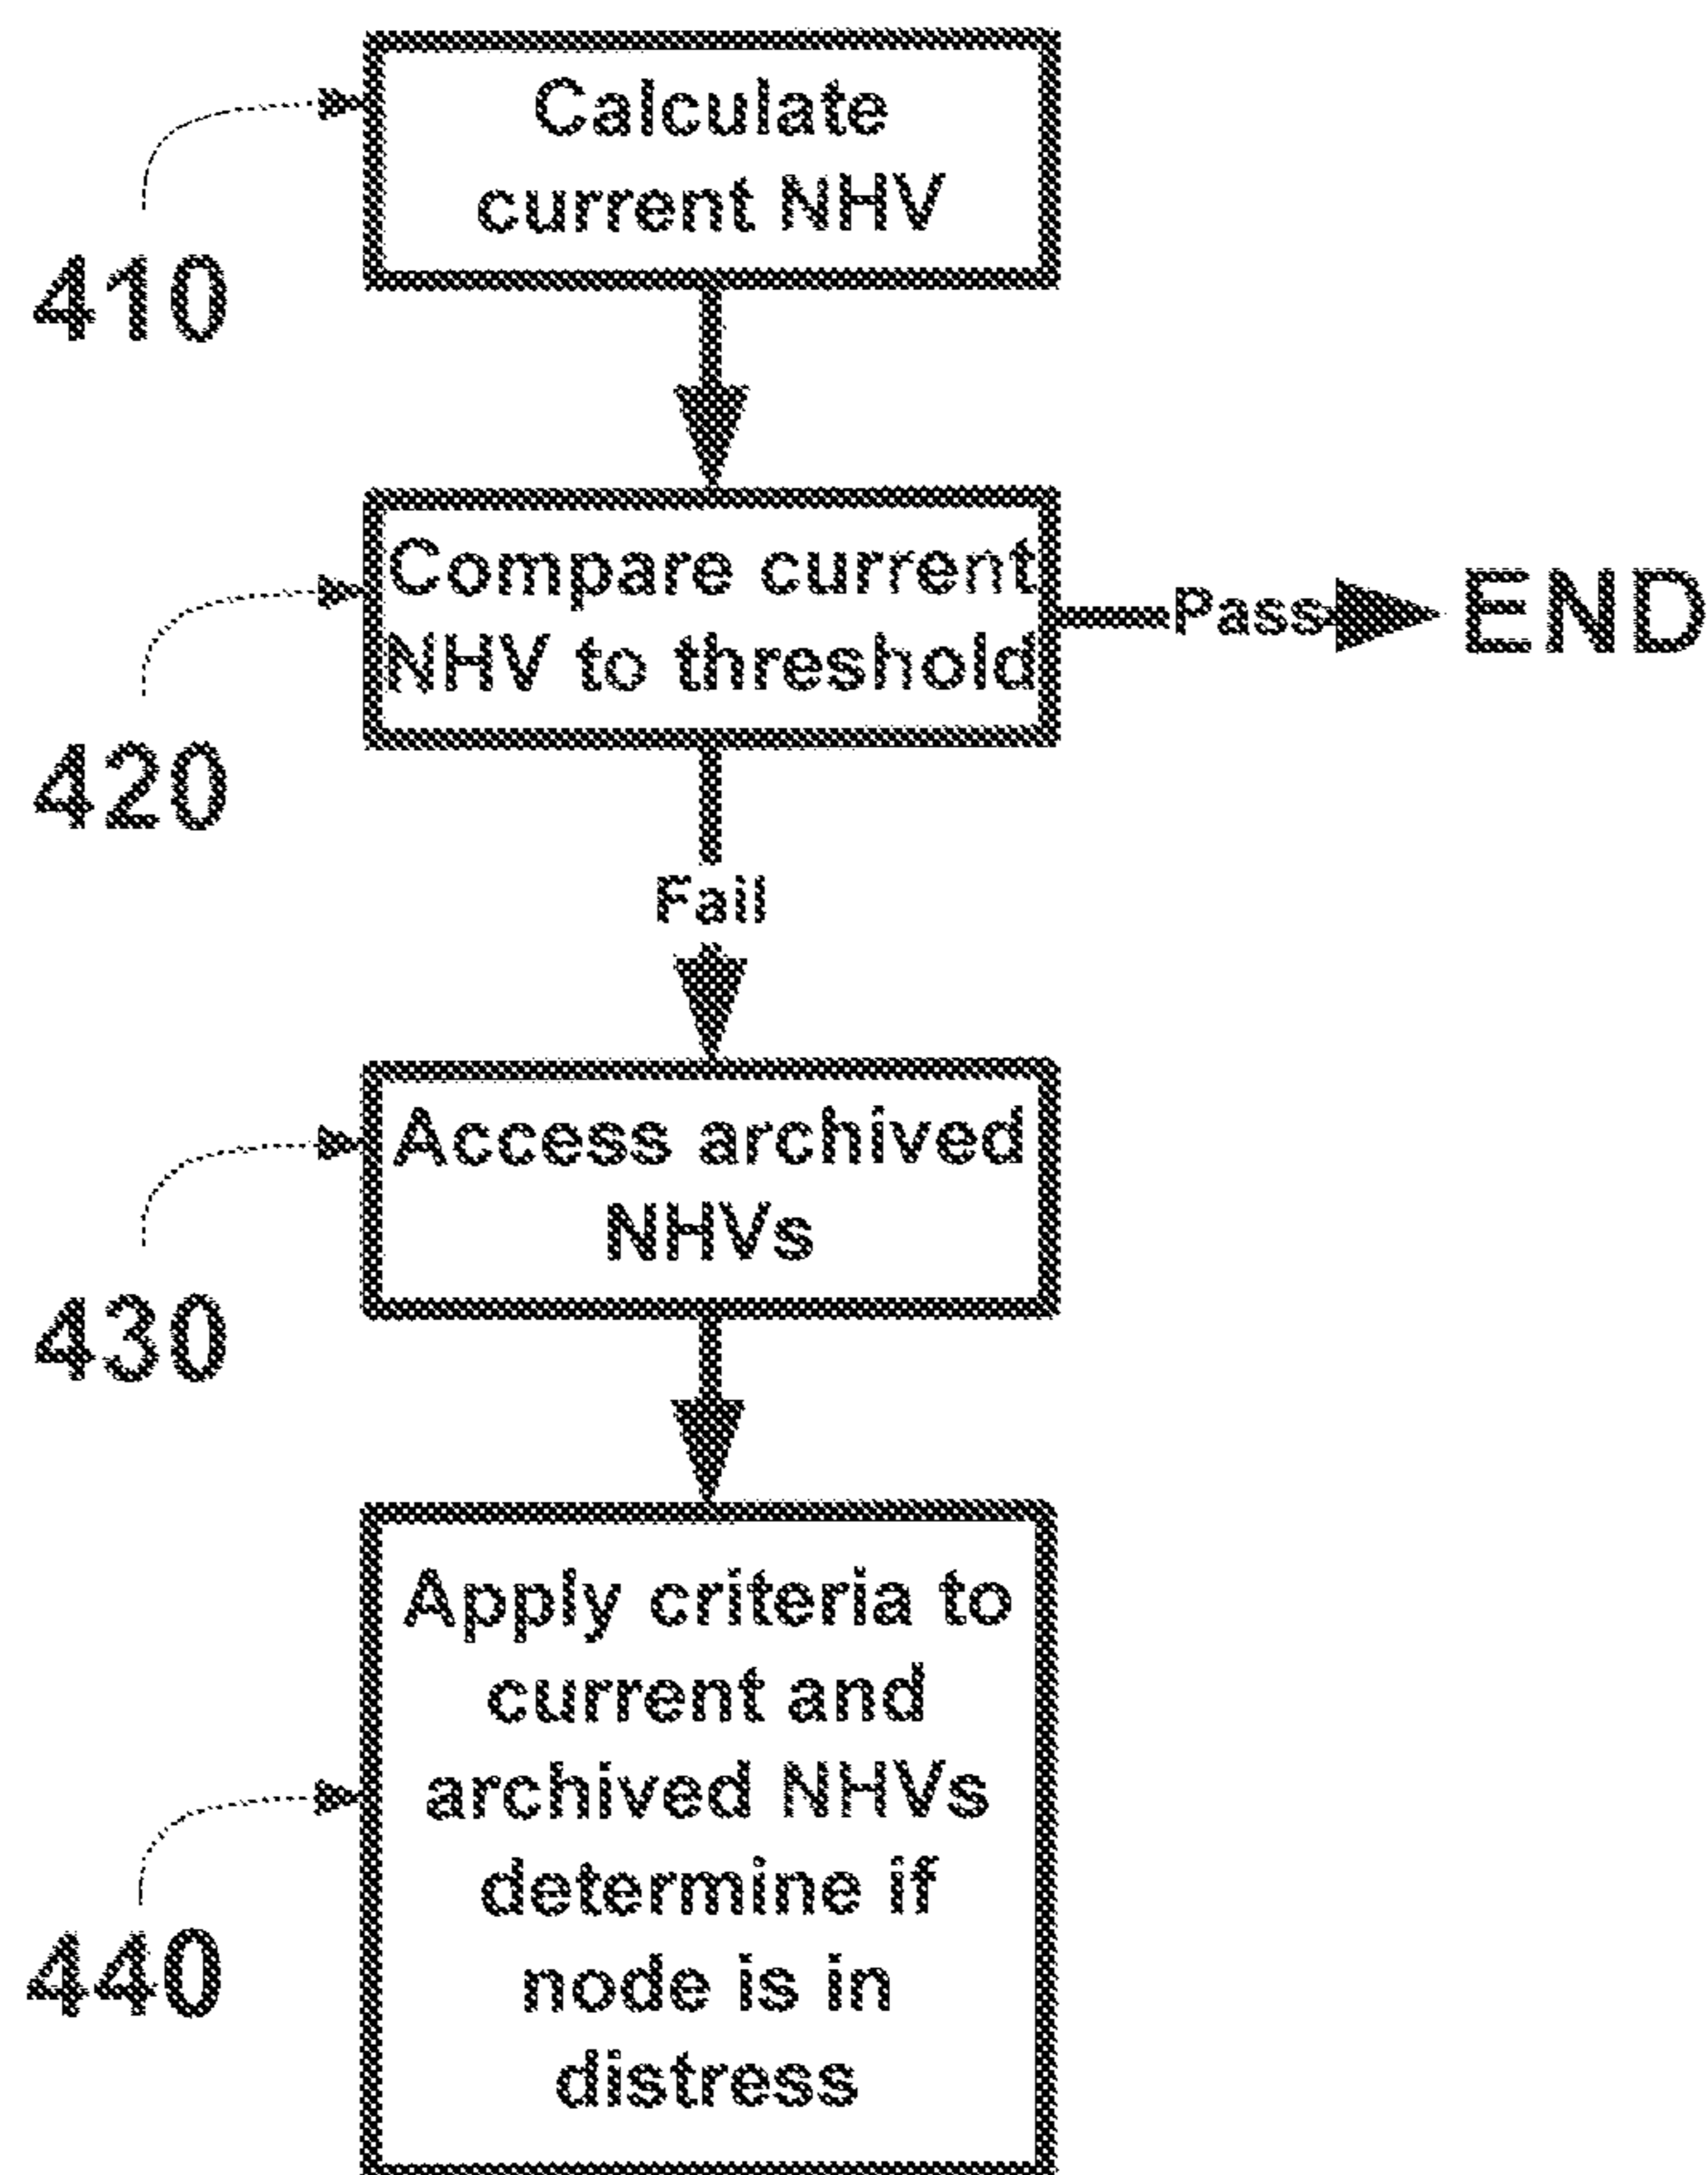 Calculate
current NHV
410
Compare current
NHV to threshold
Pass
END
420
Fail
Access archived
NHVs
430
Apply criteria to
current and
archived NHVs
determine if
node is in
distress
440